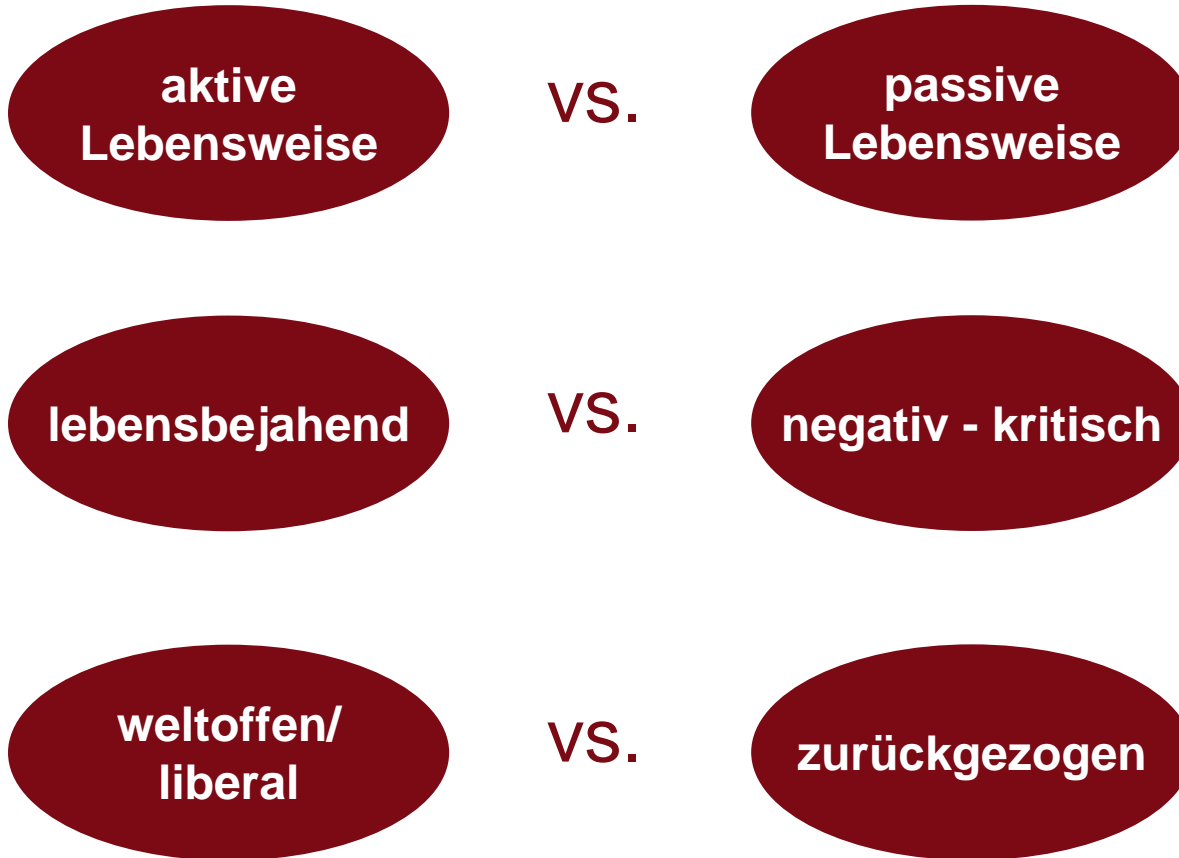 aktive
Lebensweise
vs.
passive
Lebensweise
lebensbejahend
vs.
negativ - kritisch
weltoffen/
liberal
vs.
zurückgezogen